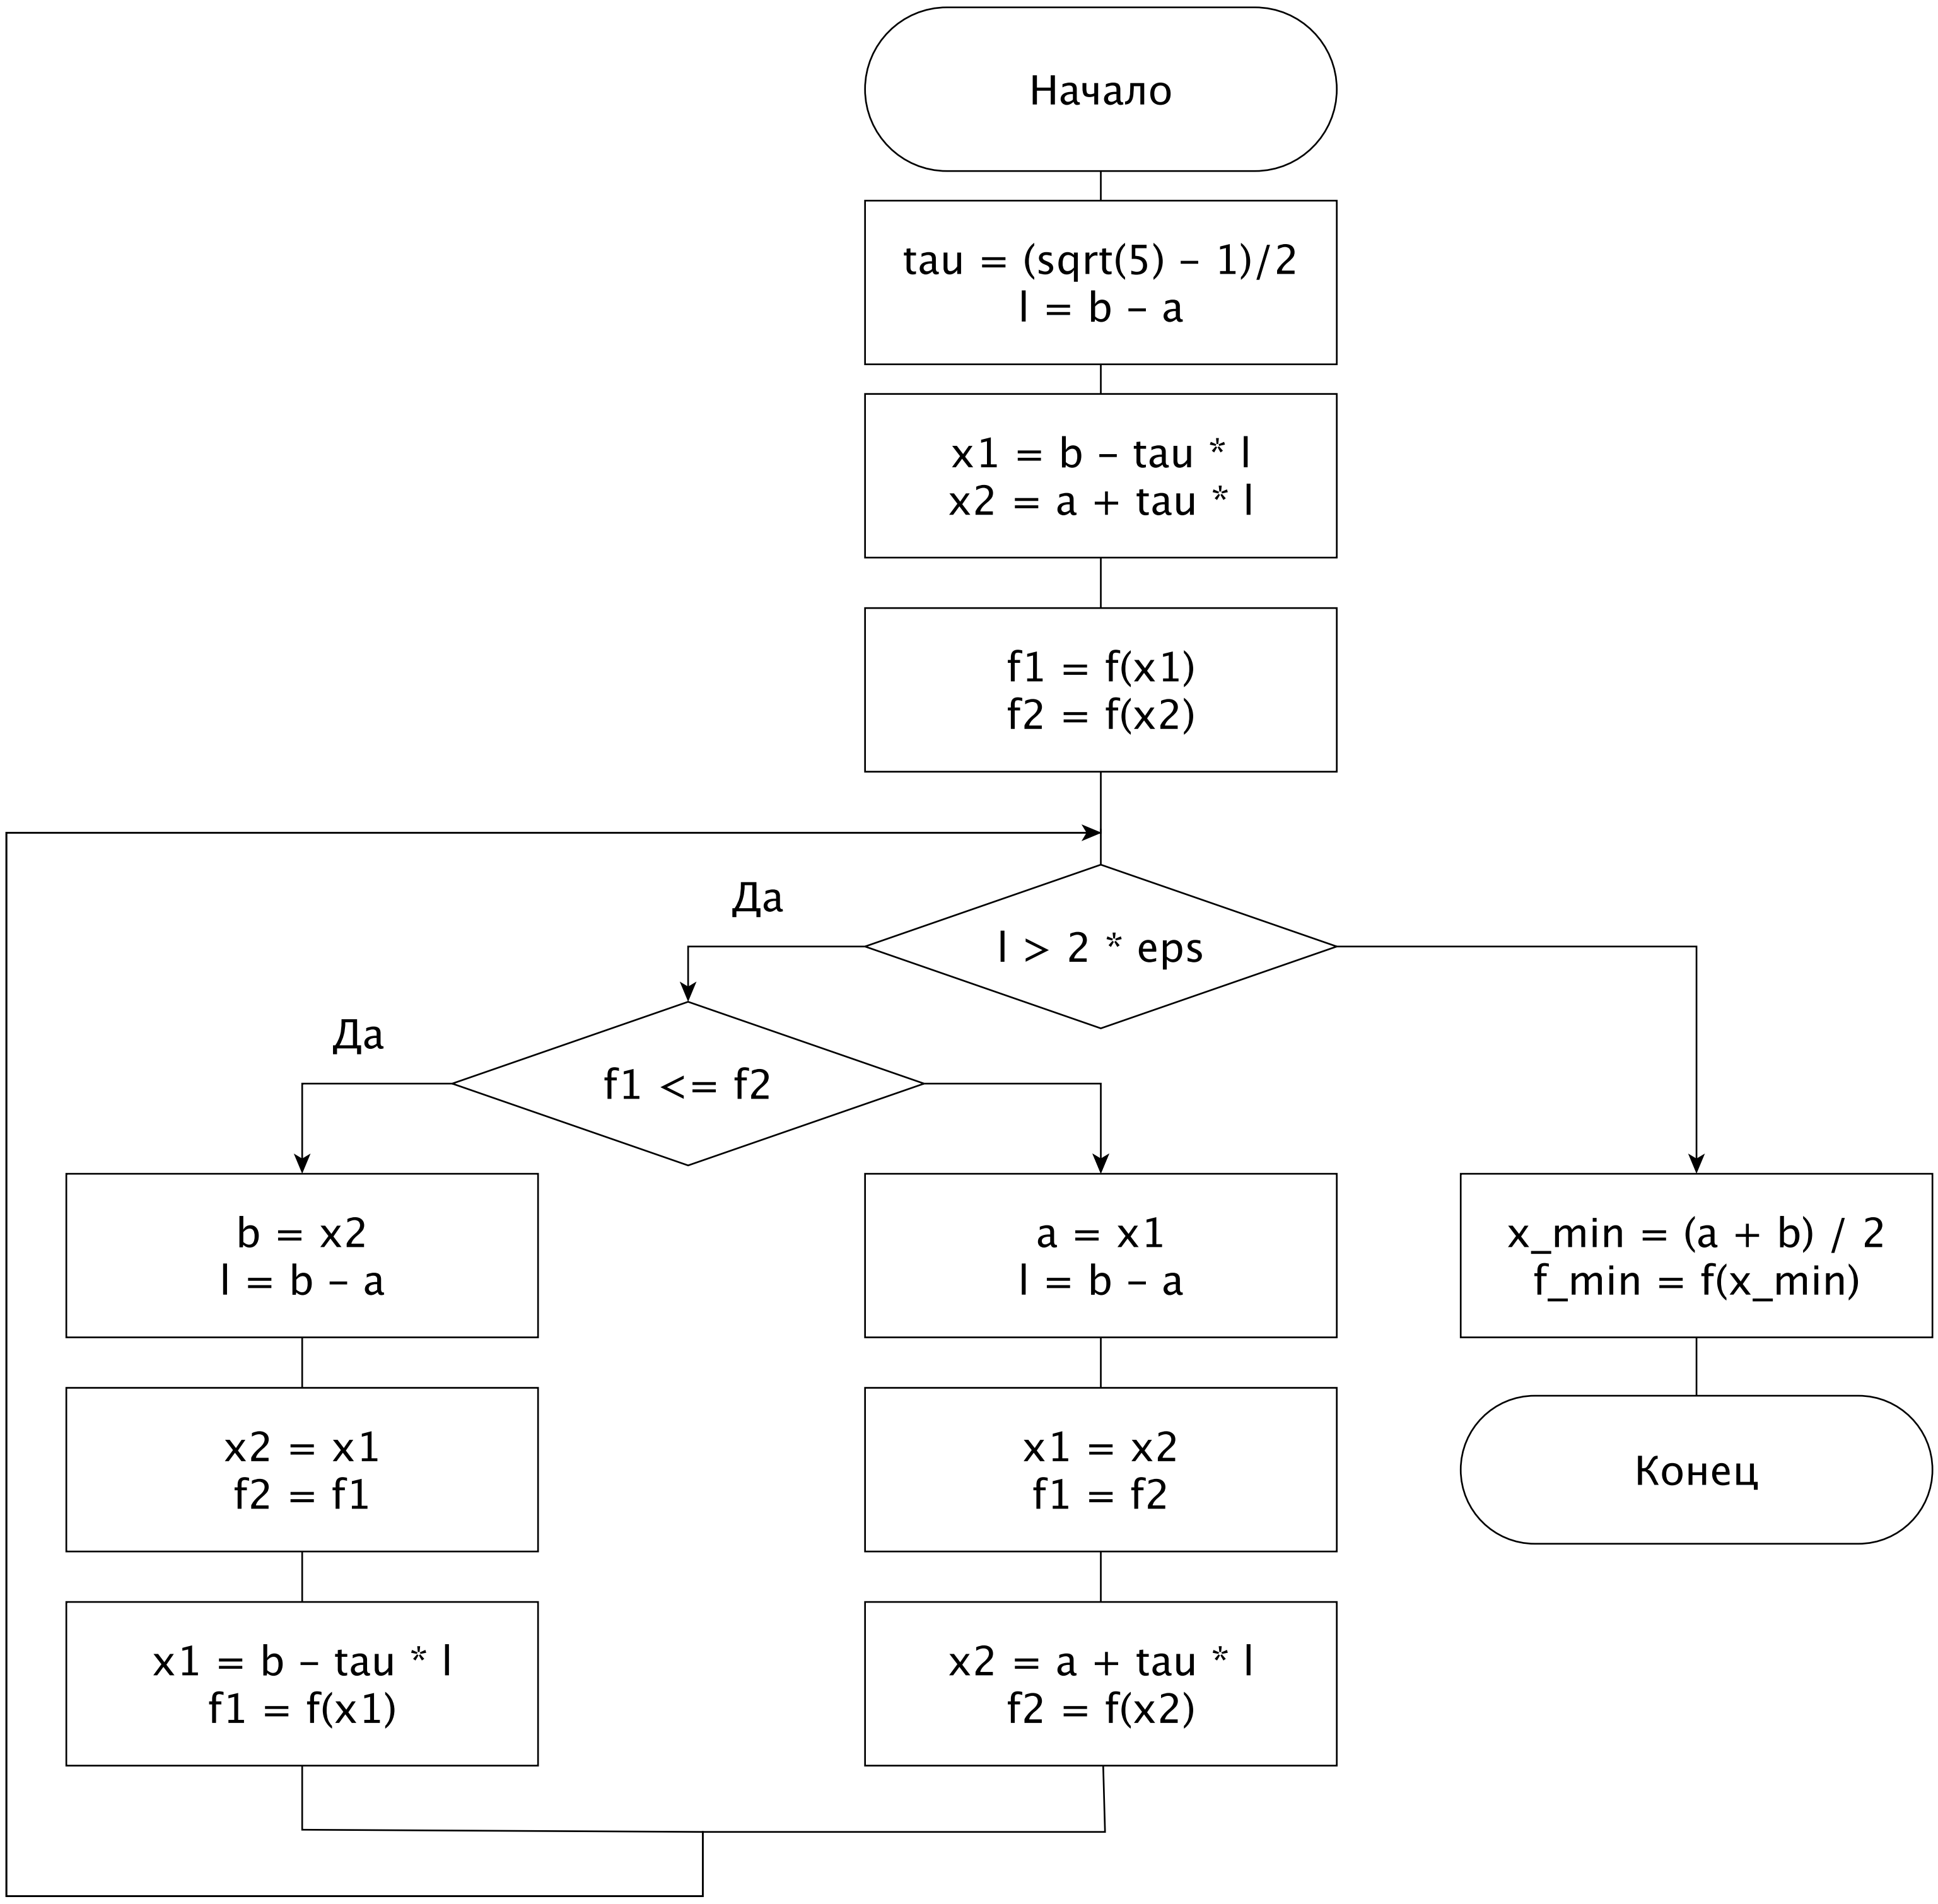 Начало
tau = (sqrt(5) – 1)/2
l = b – a
x1 = b – tau * l
x2 = a + tau * l
f1 = f(x1)
f2 = f(x2)
Да
l > 2 * eps
Да
f1 <= f2
b = x2
l = b – a
a = x1
l = b – a
x_min = (a + b) / 2
f_min = f(x_min)
x2 = x1
f2 = f1
x1 = x2
f1 = f2
Конец
x1 = b – tau * l
f1 = f(x1)
x2 = a + tau * l
f2 = f(x2)